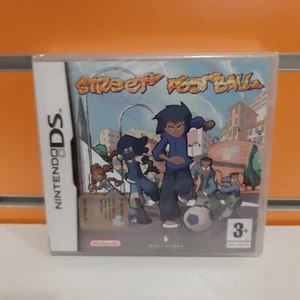 STREET FOOTBALL
NINTENDO DS
Nintendo
3+